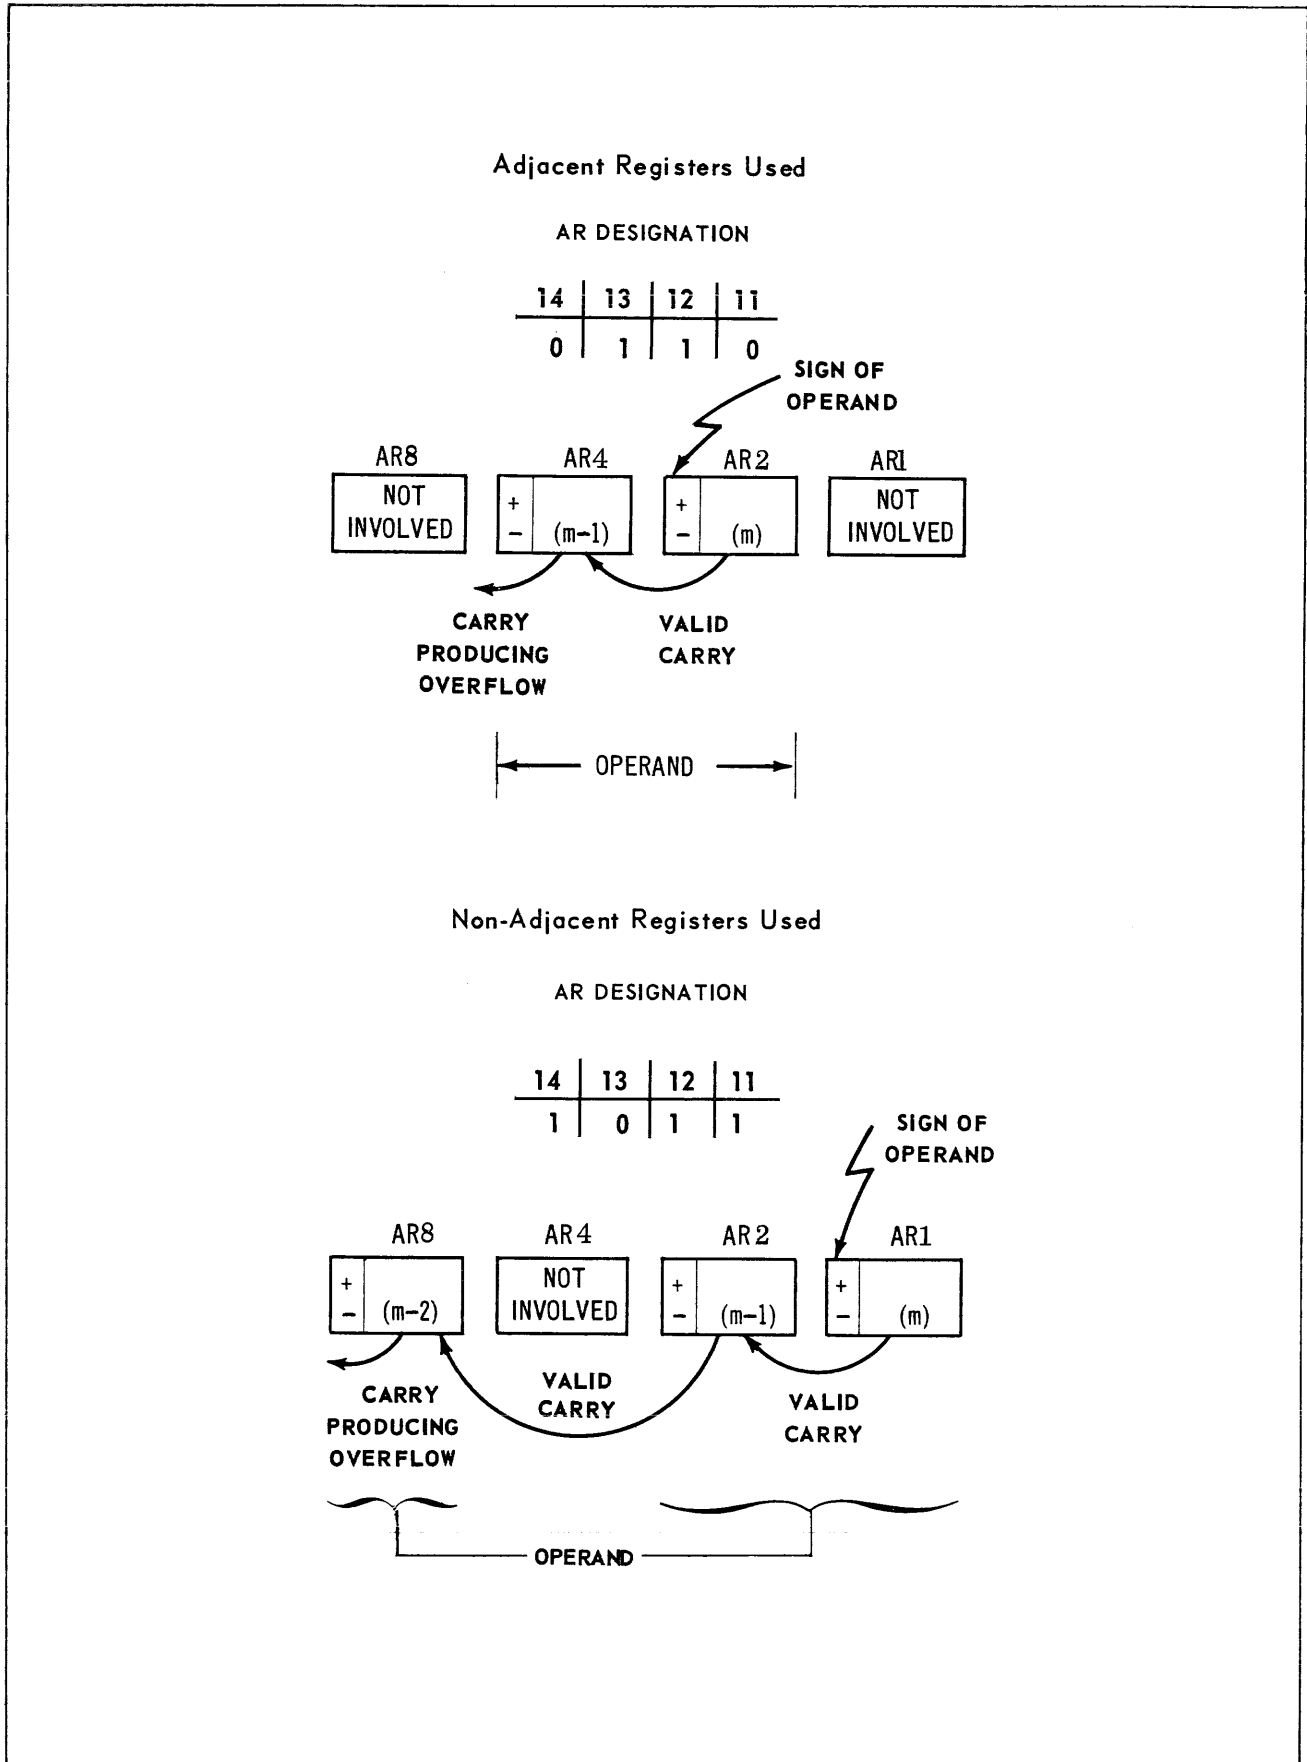 Adjacent Registers Used
AR DESIGNATION
14 13 12 11
0 1 1 0
SIGN OF
OPERAND
AR8 AR4 AR2 AR1
NOT
INVOLVED
+
−
(m−1)
+
−
(m)
NOT
INVOLVED
CARRY
PRODUCING
OVERFLOW
VALID
CARRY
OPERAND
Non-Adjacent Registers Used
AR DESIGNATION
14 13 12 11
1 0 1 1
SIGN OF
OPERAND
AR8 AR4 AR2 AR1
+
−
(m−2)
NOT
INVOLVED
+
−
(m−1)
+
−
(m)
CARRY
PRODUCING
OVERFLOW
VALID
CARRY
VALID
CARRY
OPERAND